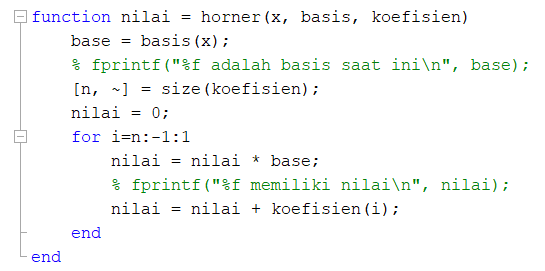 function nilai = horner(x, basis, koefisien)
    base = basis(x);
    % fprintf("%f adalah basis saat ini\n", base);
    [n, ~] = size(koefisien);
    nilai = 0;
    for i=n:-1:1
        nilai = nilai * base;
        % fprintf("%f memiliki nilai\n", nilai);
        nilai = nilai + koefisien(i);
    end
end